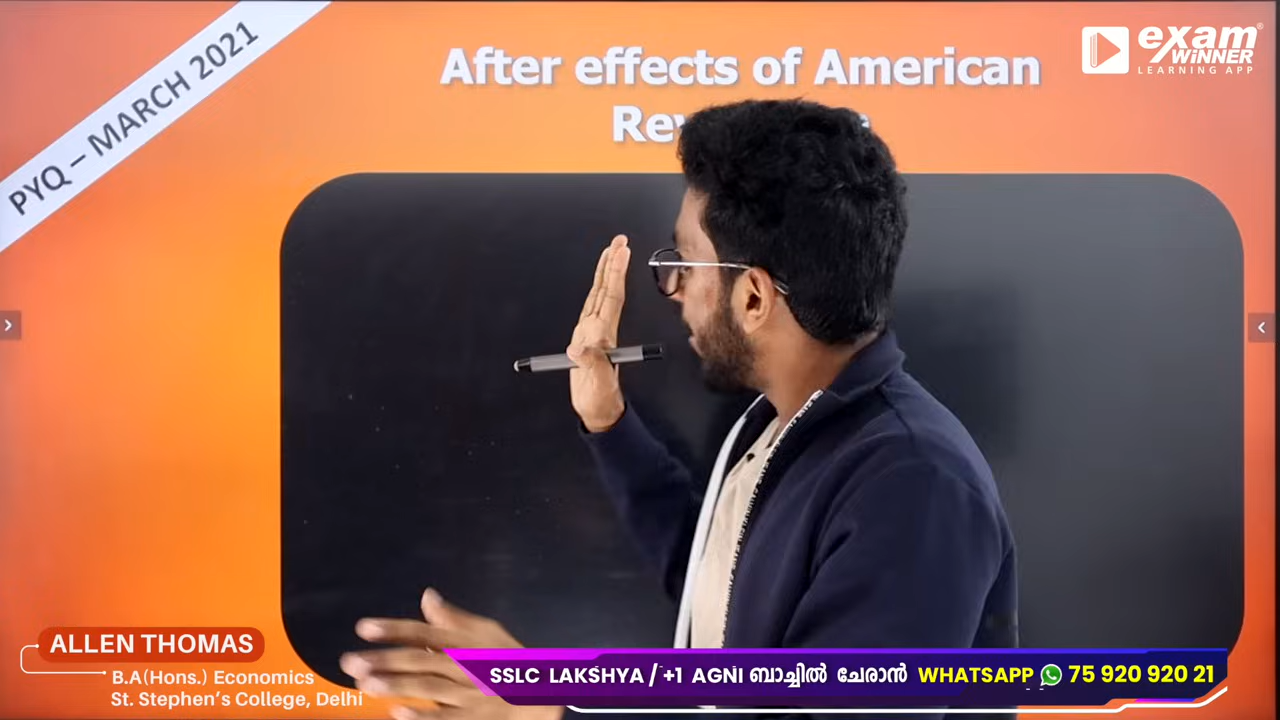 PYQ – MARCH 2021
After effects of American
exam
WINNER
LEARNING APP
ALLEN THOMAS
B.A(Hons.) Economics
St. Stephen's College, Delhi
SSLC LAKSHYA / +1 AGNI ബാച്ചിൽ ചേരാൻ WHATSAPP 75 920 920 21